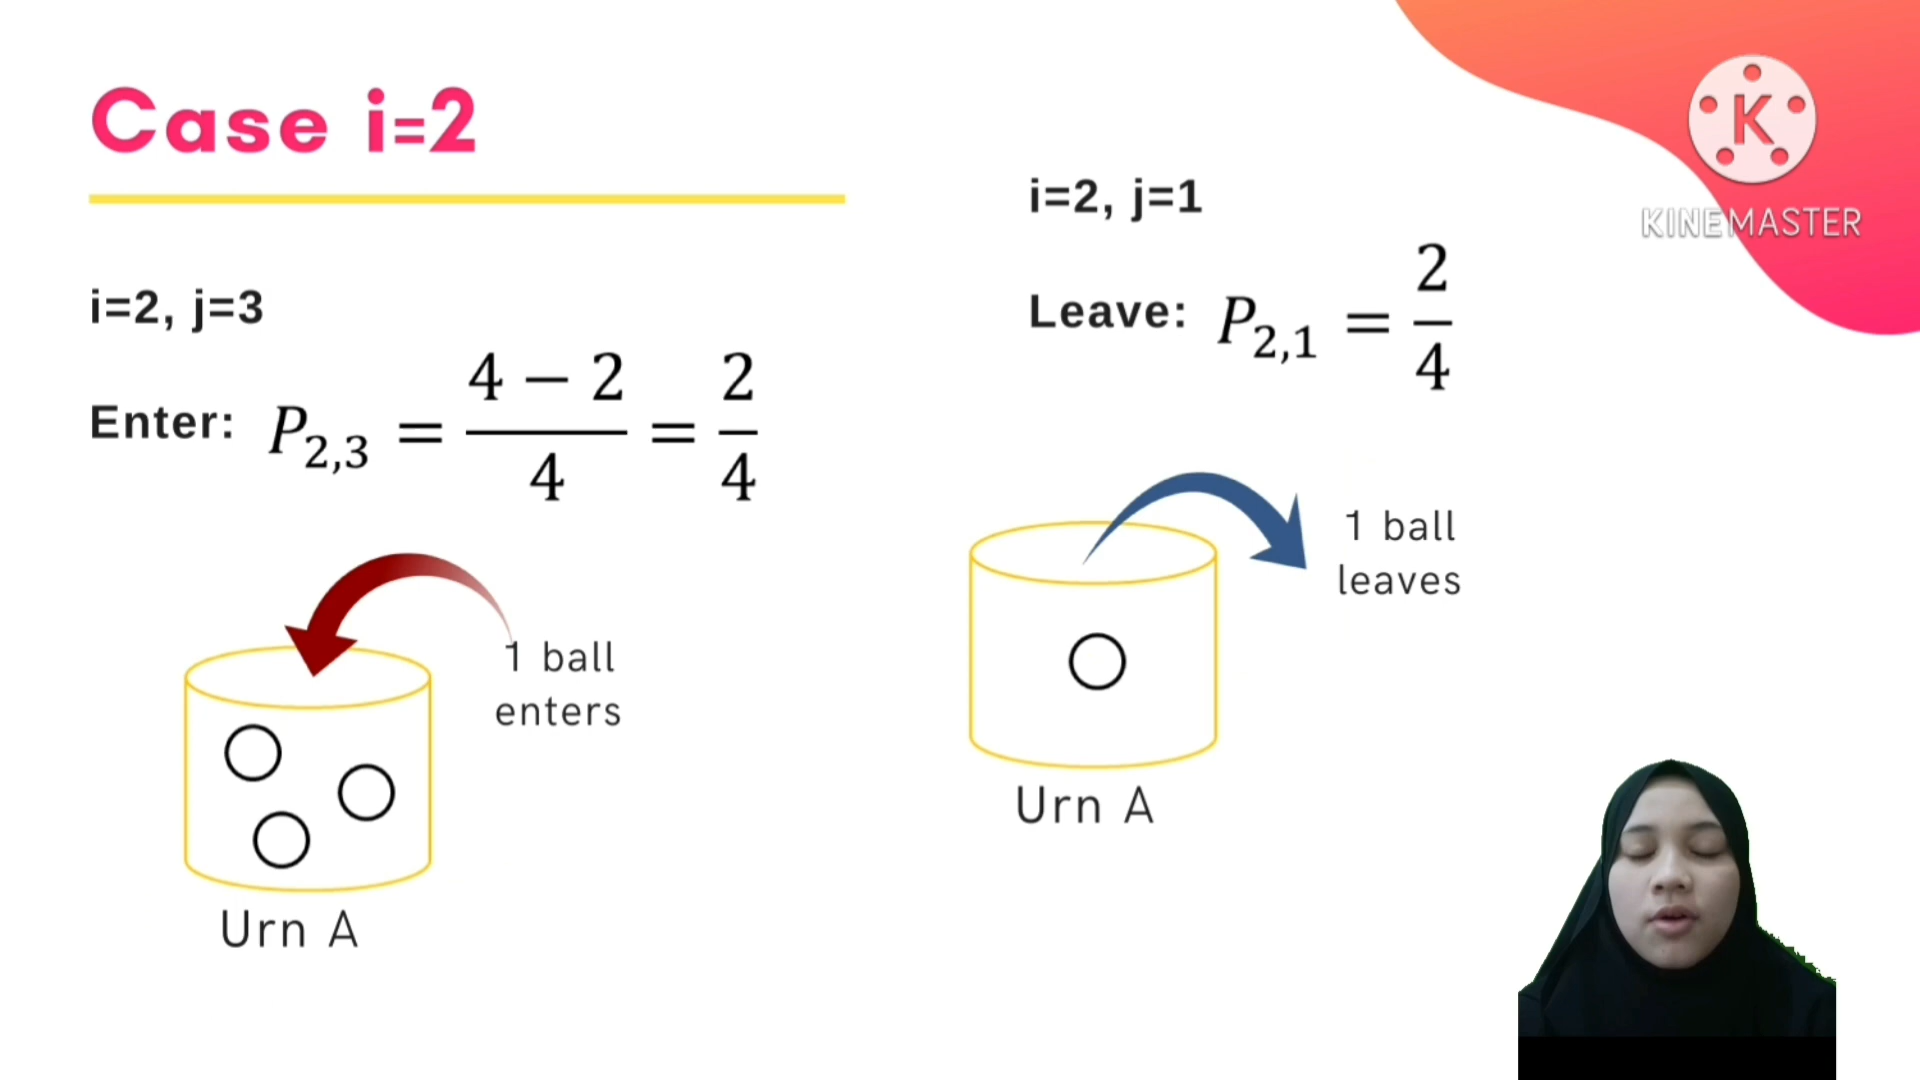 Case i=2
i=2, j=3
Enter: P2,3 = (4 − 2)/4 = 2/4
1 ball
enters
Urn A
i=2, j=1
Leave: P2,1 = 2/4
1 ball
leaves
Urn A
K
KINEMASTER